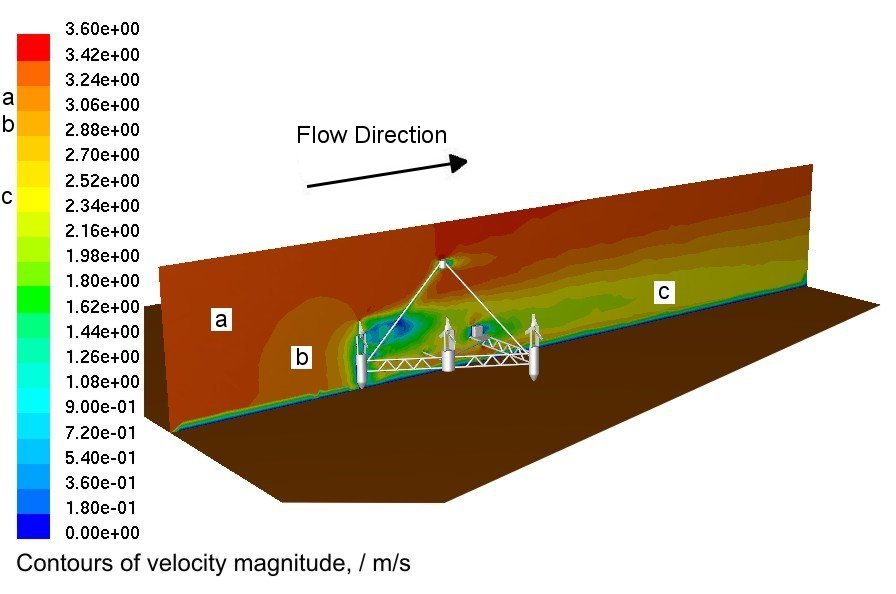 3.60e+00
3.42e+00
3.24e+00
a 3.06e+00
b 2.88e+00
2.70e+00
2.52e+00
c 2.34e+00
2.16e+00
1.98e+00
1.80e+00
1.62e+00
1.44e+00
1.26e+00
1.08e+00
9.00e-01
7.20e-01
5.40e-01
3.60e-01
1.80e-01
0.00e+00
Flow Direction
a
b
c
Contours of velocity magnitude, / m/s